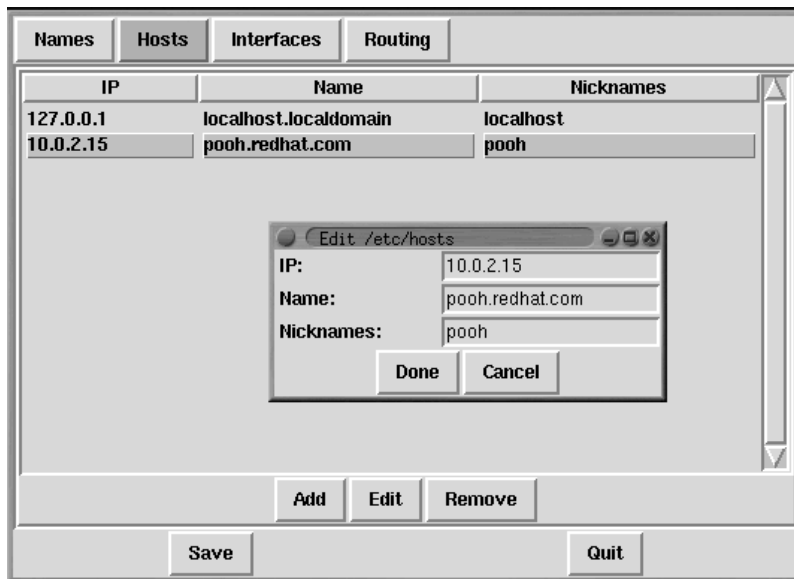 Names Hosts Interfaces Routing
IP Name Nicknames
127.0.0.1 localhost.localdomain localhost
10.0.2.15 pooh.redhat.com pooh
Edit /etc/hosts
IP: 10.0.2.15
Name: pooh.redhat.com
Nicknames: pooh
Done Cancel
Add Edit Remove
Save Quit